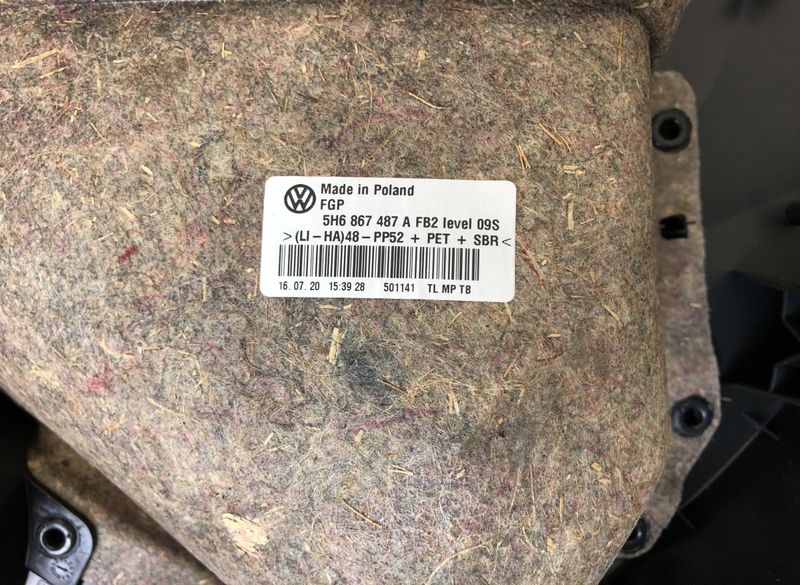 Made in Poland
FGP
5H6 867 487 A FB2 level 09S
>(LI-HA)48-PP52 + PET + SBR<
16.07.20 15:39 28 501141 TL MP TB